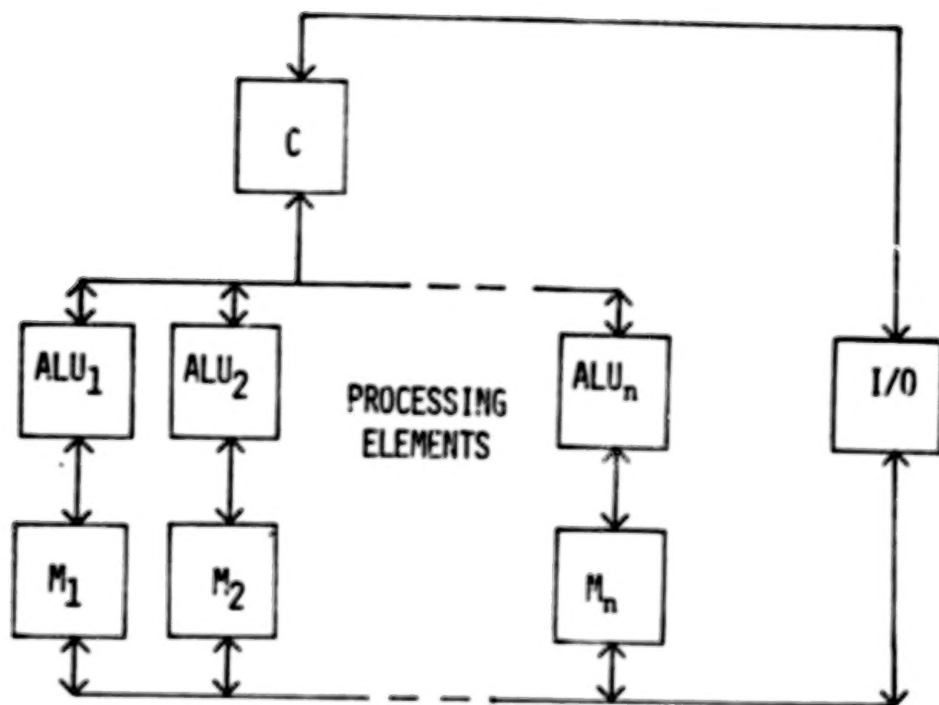 C
ALU₁
ALU₂
PROCESSING
ELEMENTS
ALUₙ
I/O
M₁
M₂
Mₙ